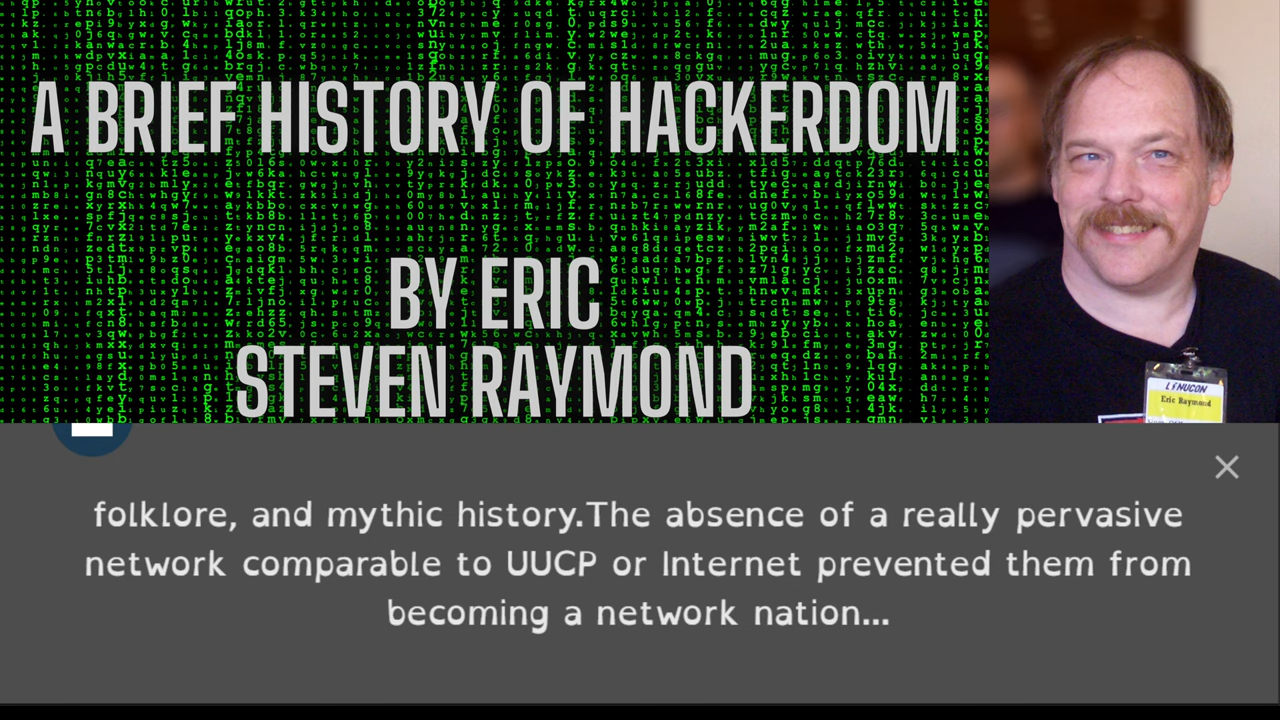 A BRIEF HISTORY OF HACKERDOM
BY ERIC
STEVEN RAYMOND
LINUCON
Eric Raymond
folklore, and mythic history.The absence of a really pervasive
network comparable to UUCP or Internet prevented them from
becoming a network nation...